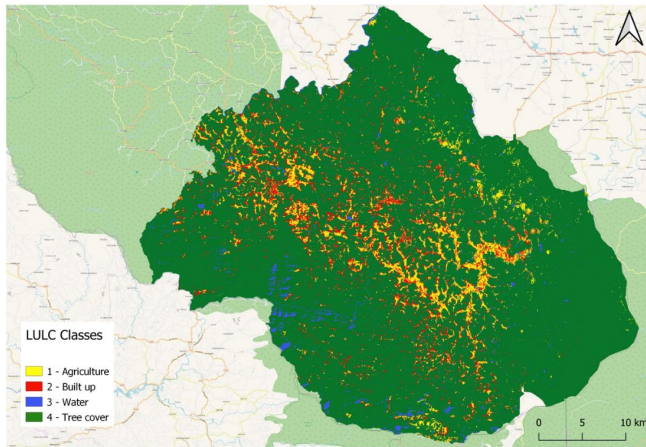 LULC Classes
1 - Agriculture
2 - Built up
3 - Water
4 - Tree cover
0 5 10 km